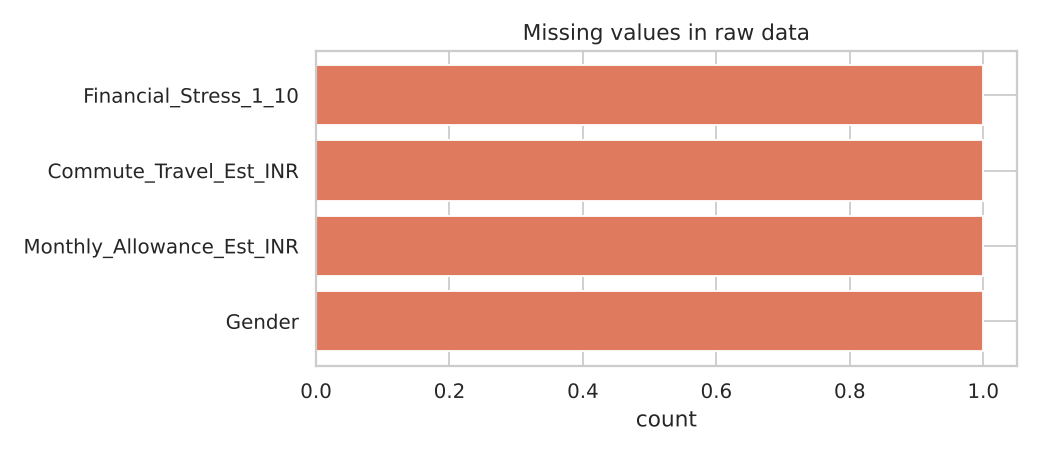 Missing values in raw data
Financial_Stress_1_10
Commute_Travel_Est_INR
Monthly_Allowance_Est_INR
Gender
0.0 0.2 0.4 0.6 0.8 1.0
count